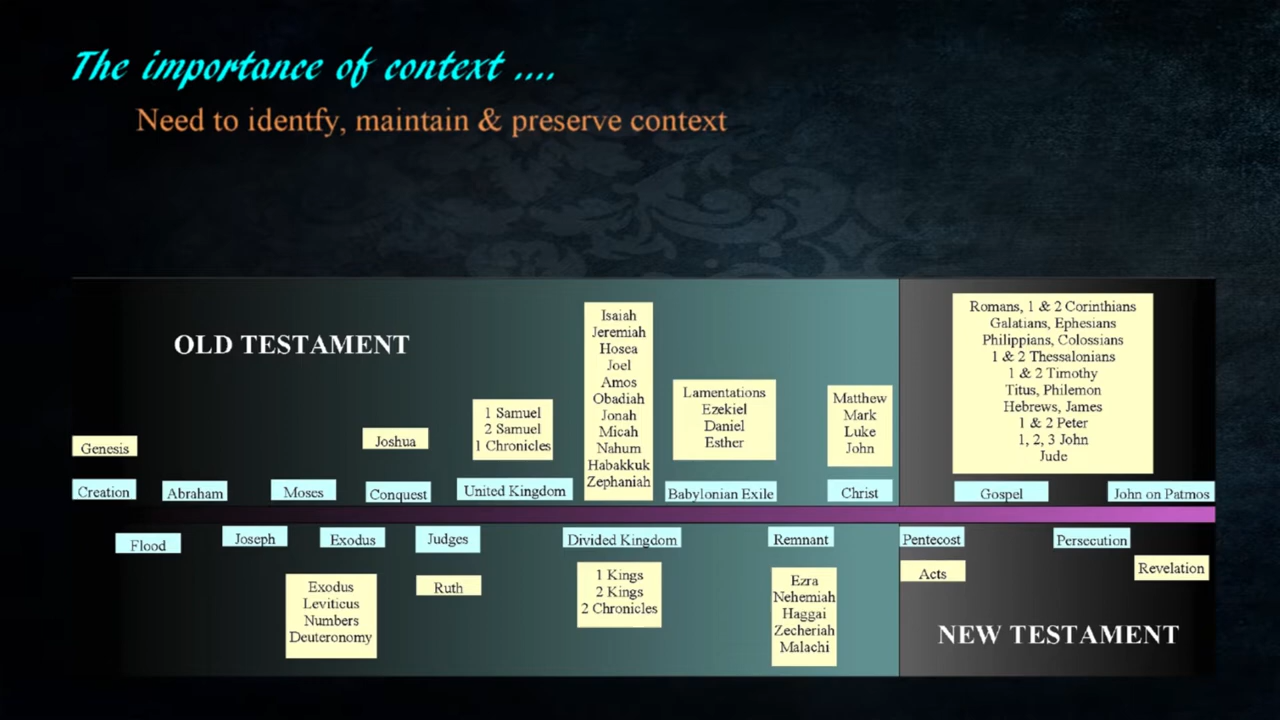 The importance of context ....
Need to identfy, maintain & preserve context
OLD TESTAMENT
Genesis
Joshua
1 Samuel
2 Samuel
1 Chronicles
Isaiah
Jeremiah
Hosea
Joel
Amos
Obadiah
Jonah
Micah
Nahum
Habakkuk
Zephaniah
Lamentations
Ezekiel
Daniel
Esther
Matthew
Mark
Luke
John
Romans, 1 & 2 Corinthians
Galatians, Ephesians
Philippians, Colossians
1 & 2 Thessalonians
1 & 2 Timothy
Titus, Philemon
Hebrews, James
1 & 2 Peter
1, 2, 3 John
Jude
Creation
Abraham
Moses
Conquest
United Kingdom
Babylonian Exile
Christ
Gospel
John on Patmos
Flood
Joseph
Exodus
Judges
Divided Kingdom
Remnant
Pentecost
Persecution
Exodus
Leviticus
Numbers
Deuteronomy
Ruth
1 Kings
2 Kings
2 Chronicles
Ezra
Nehemiah
Haggai
Zecheriah
Malachi
Acts
Revelation
NEW TESTAMENT